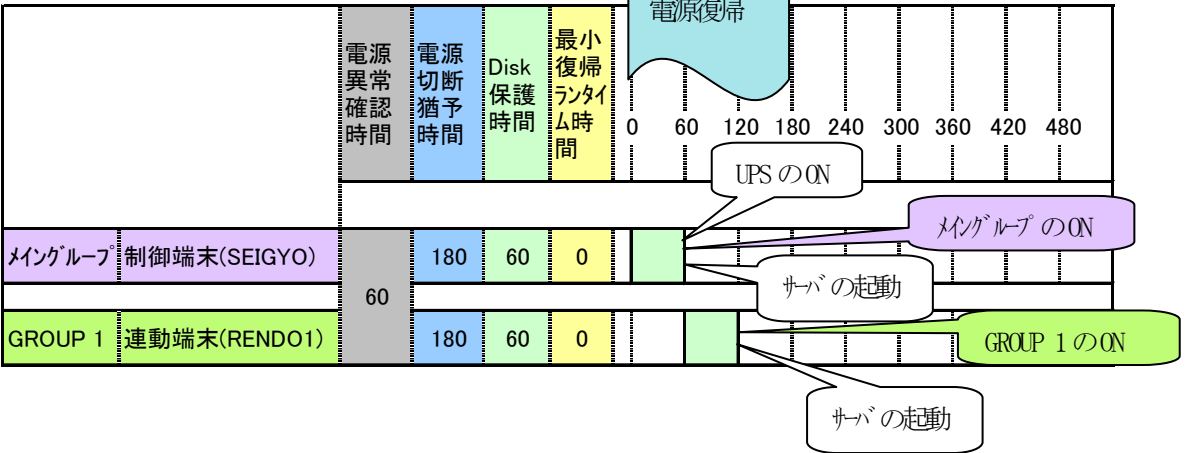 電源復帰
電源
異常
確認
時間
電源
切断
猶予
時間
Disk
保護
時間
最小
復帰
ランタイ
ム時
間
0 60 120 180 240 300 360 420 480
UPS のON
メイングループ のON
メイングループ 制御端末(SEIGYO) 180 60 0
サーバの起動
60
GROUP 1 連動端末(RENDO1) 180 60 0
GROUP 1のON
サーバの起動